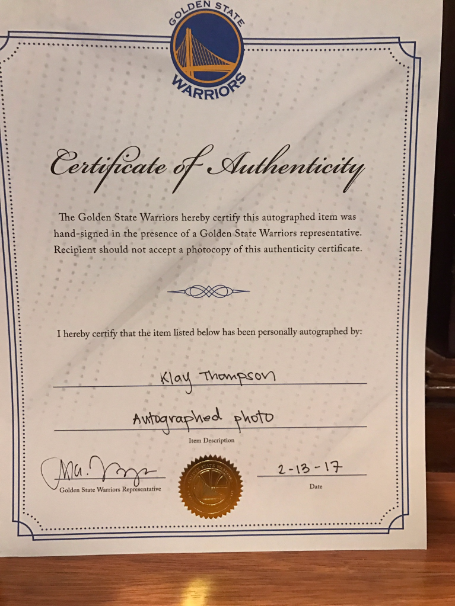 GOLDEN STATE
WARRIORS
Certificate of Authenticity
The Golden State Warriors hereby certify this autographed item was
hand-signed in the presence of a Golden State Warriors representative.
Recipient should not accept a photocopy of this authenticity certificate.
I hereby certify that the item listed below has been personally autographed by:
Klay Thompson
Autographed photo
Item Description
2-13-17
Golden State Warriors Representative
Date